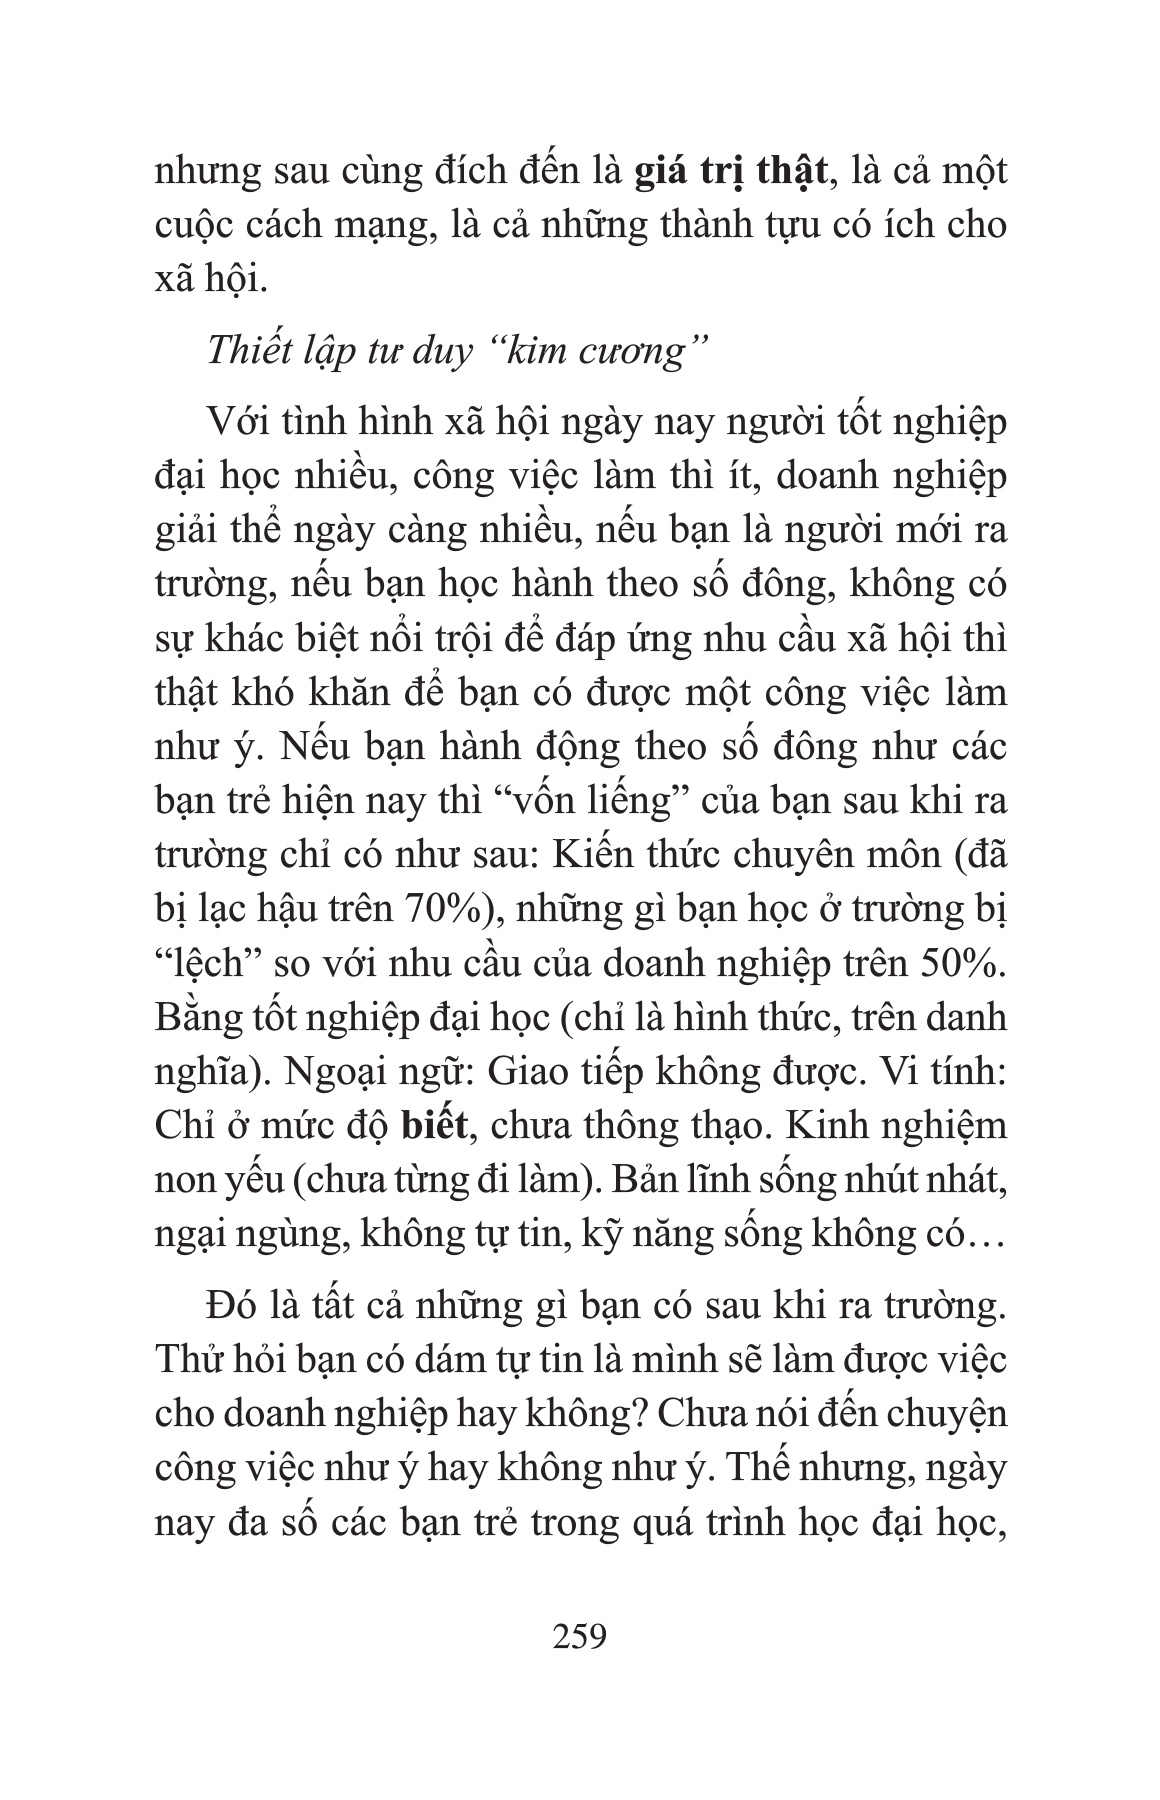 nhưng sau cùng đích đến là giá trị thật, là cả một
cuộc cách mạng, là cả những thành tựu có ích cho
xã hội.
Thiết lập tư duy “kim cương”
Với tình hình xã hội ngày nay người tốt nghiệp
đại học nhiều, công việc làm thì ít, doanh nghiệp
giải thể ngày càng nhiều, nếu bạn là người mới ra
trường, nếu bạn học hành theo số đông, không có
sự khác biệt nổi trội để đáp ứng nhu cầu xã hội thì
thật khó khăn để bạn có được một công việc làm
như ý. Nếu bạn hành động theo số đông như các
bạn trẻ hiện nay thì “vốn liếng” của bạn sau khi ra
trường chỉ có như sau: Kiến thức chuyên môn (đã
bị lạc hậu trên 70%), những gì bạn học ở trường bị
“lệch” so với nhu cầu của doanh nghiệp trên 50%.
Bằng tốt nghiệp đại học (chỉ là hình thức, trên danh
nghĩa). Ngoại ngữ: Giao tiếp không được. Vi tính:
Chỉ ở mức độ biết, chưa thông thạo. Kinh nghiệm
non yếu (chưa từng đi làm). Bản lĩnh sống nhút nhát,
ngại ngùng, không tự tin, kỹ năng sống không có…
Đó là tất cả những gì bạn có sau khi ra trường.
Thử hỏi bạn có dám tự tin là mình sẽ làm được việc
cho doanh nghiệp hay không? Chưa nói đến chuyện
công việc như ý hay không như ý. Thế nhưng, ngày
nay đa số các bạn trẻ trong quá trình học đại học,
259